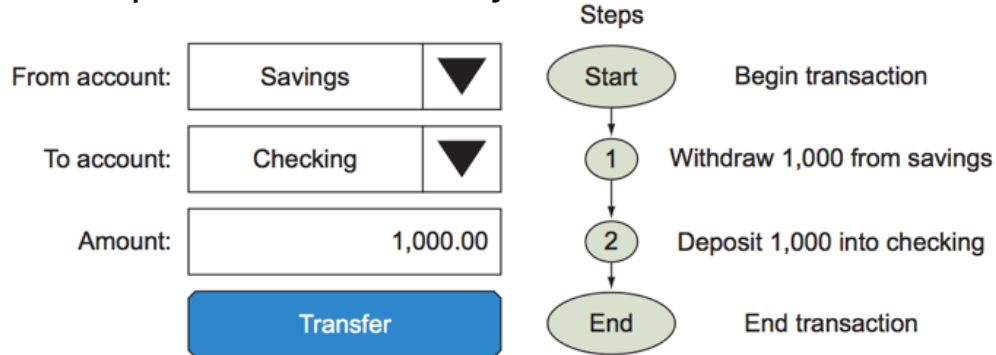 Steps
From account: Savings
Start Begin transaction
To account: Checking
1 Withdraw 1,000 from savings
Amount: 1,000.00
2 Deposit 1,000 into checking
Transfer
End End transaction